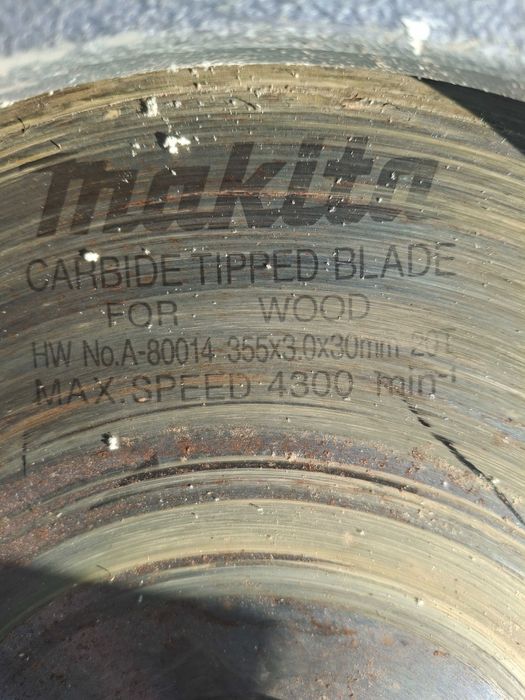 makita
CARBIDE TIPPED BLADE
FOR WOOD
HW No.A-80014 355x3.0x30mm 20T
MAX.SPEED 4300 min⁻¹